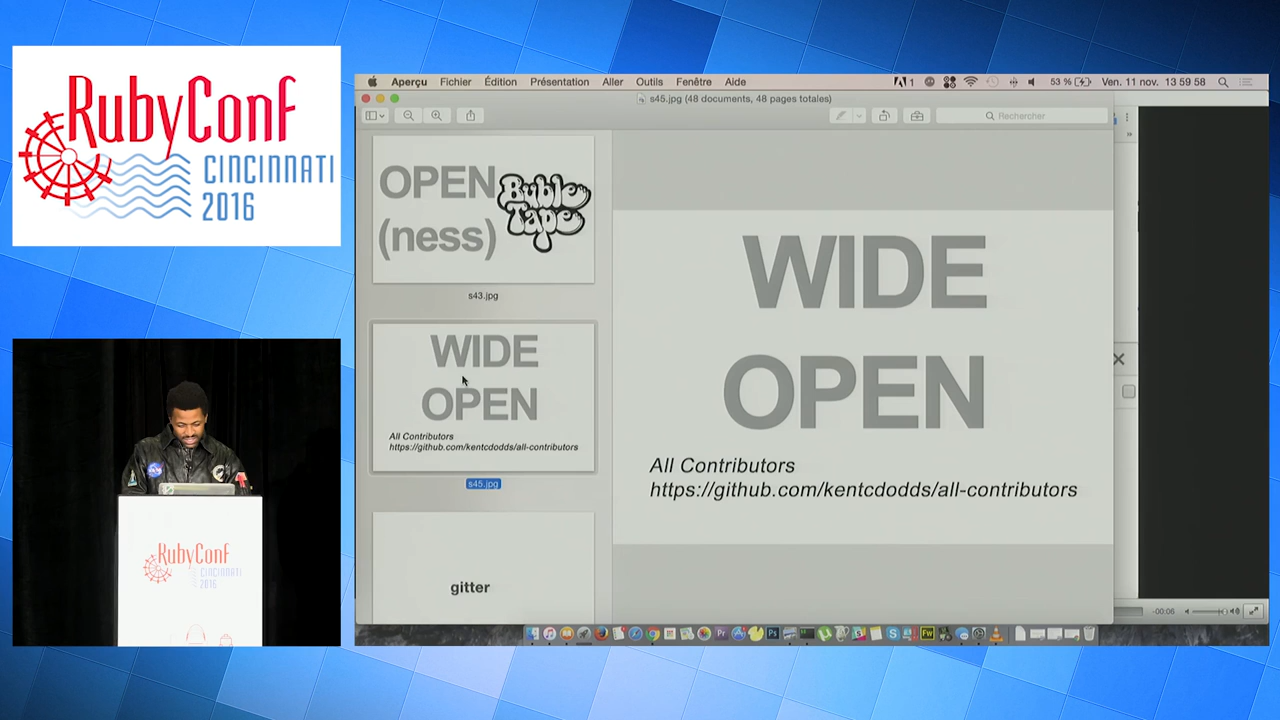 RubyConf
CINCINNATI
2016
Aperçu Fichier Édition Présentation Aller Outils Fenêtre Aide
1 53 % Ven. 11 nov. 13 59 58
s45.jpg (48 documents, 48 pages totales)
Rechercher
OPEN
(ness)
Buble
Tape
s43.jpg
WIDE
OPEN
All Contributors
https://github.com/kentcdodds/all-contributors
s45.jpg
gitter
WIDE
OPEN
All Contributors
https://github.com/kentcdodds/all-contributors
-00:06
RubyConf
CINCINNATI
2016